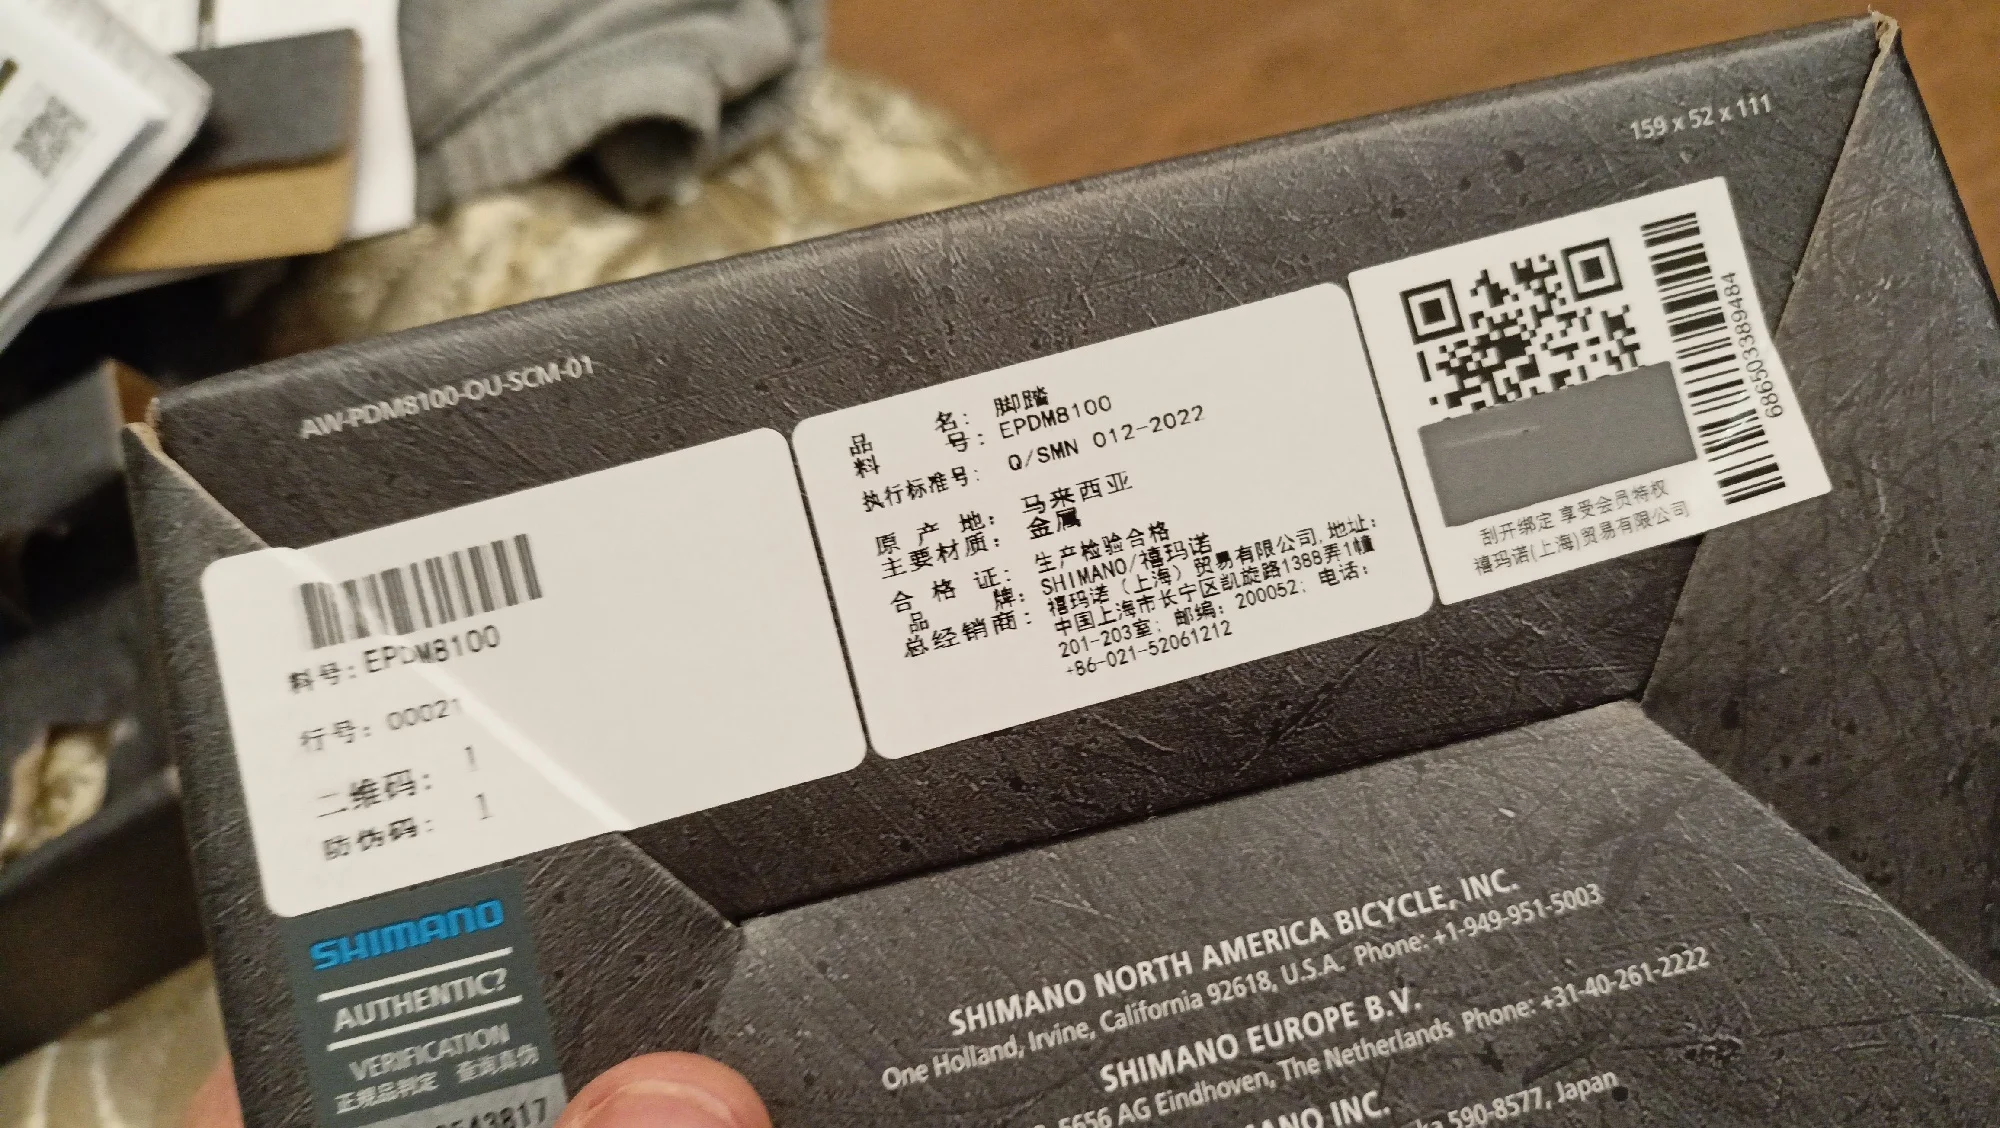 159 x 52 x 111
AW-PDM8100-OU-SCM-01
料号: EPDM8100
行号: 00021
二维码: 1
防伪码: 1
品 名: 脚踏
料 号: EPDM8100
执行标准号: Q/SMN 012-2022
原 产 地: 马来西亚
主要材质: 金属
合 格 证: 生产检验合格
品 牌: SHIMANO/禧玛诺
总经销商: 禧玛诺（上海）贸易有限公司,地址:
中国上海市长宁区凯旋路1388弄1幢
201-203室; 邮编: 200052; 电话:
+86-021-52061212
6865033389484
刮开绑定 享受会员特权
禧玛诺(上海)贸易有限公司
SHIMANO
AUTHENTIC?
VERIFICATION
正规品判定 查询真伪
543817
SHIMANO NORTH AMERICA BICYCLE, INC.
One Holland, Irvine, California 92618, U.S.A. Phone: +1-949-951-5003
SHIMANO EUROPE B.V.
5656 AG Eindhoven, The Netherlands Phone: +31-40-261-2222
INC.
590-8577, Japan